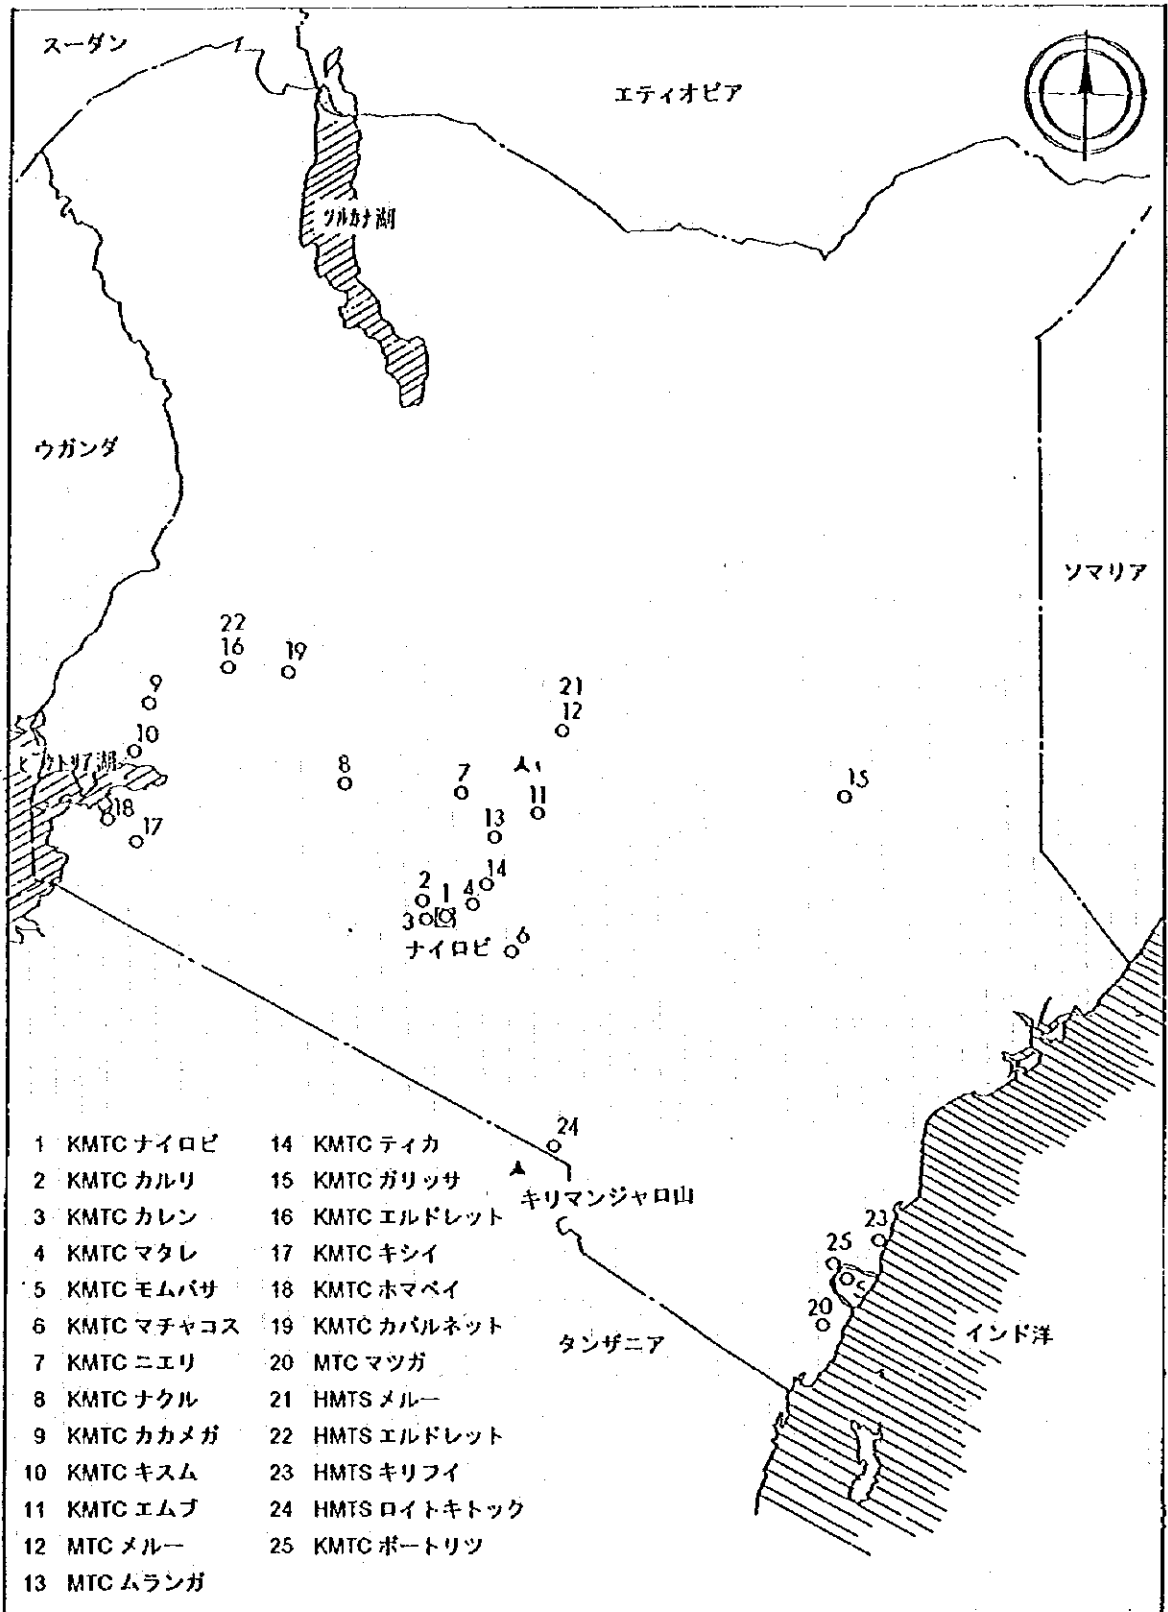 スーダン
エティオピア
ツルカナ湖
ウガンダ
ソマリア
22
16
19
9
21
12
10
ビクトリア湖
8
7
15
11
18
17
13
14
2
1
4
3
ナイロビ
6
24
キリマンジャロ山
23
25
5
20
タンザニア
インド洋
1 KMTC ナイロビ
2 KMTC カルリ
3 KMTC カレン
4 KMTC マタレ
5 KMTC モムバサ
6 KMTC マチャコス
7 KMTC ニエリ
8 KMTC ナクル
9 KMTC カカメガ
10 KMTC キスム
11 KMTC エムブ
12 MTC メルー
13 MTC ムランガ
14 KMTC ティカ
15 KMTC ガリッサ
16 KMTC エルドレット
17 KMTC キシイ
18 KMTC ホマベイ
19 KMTC カバルネット
20 MTC マツガ
21 HMTS メルー
22 HMTS エルドレット
23 HMTS キリフイ
24 HMTS ロイトキトック
25 KMTC ポートリツ